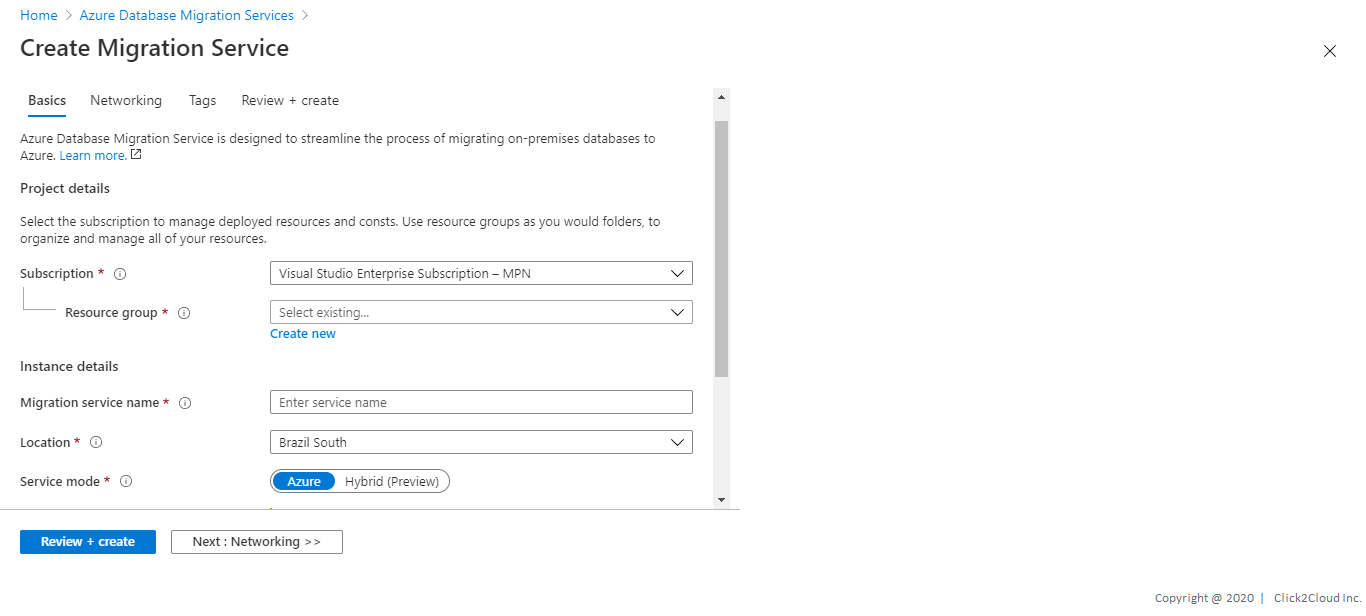 Home > Azure Database Migration Services >
Create Migration Service
Basics Networking Tags Review + create
Azure Database Migration Service is designed to streamline the process of migrating on-premises databases to
Azure. Learn more.
Project details
Select the subscription to manage deployed resources and consts. Use resource groups as you would folders, to
organize and manage all of your resources.
Subscription * Visual Studio Enterprise Subscription – MPN
Resource group * Select existing...
Create new
Instance details
Migration service name * Enter service name
Location * Brazil South
Service mode * Azure Hybrid (Preview)
Review + create Next : Networking >>
Copyright @ 2020 | Click2Cloud Inc.